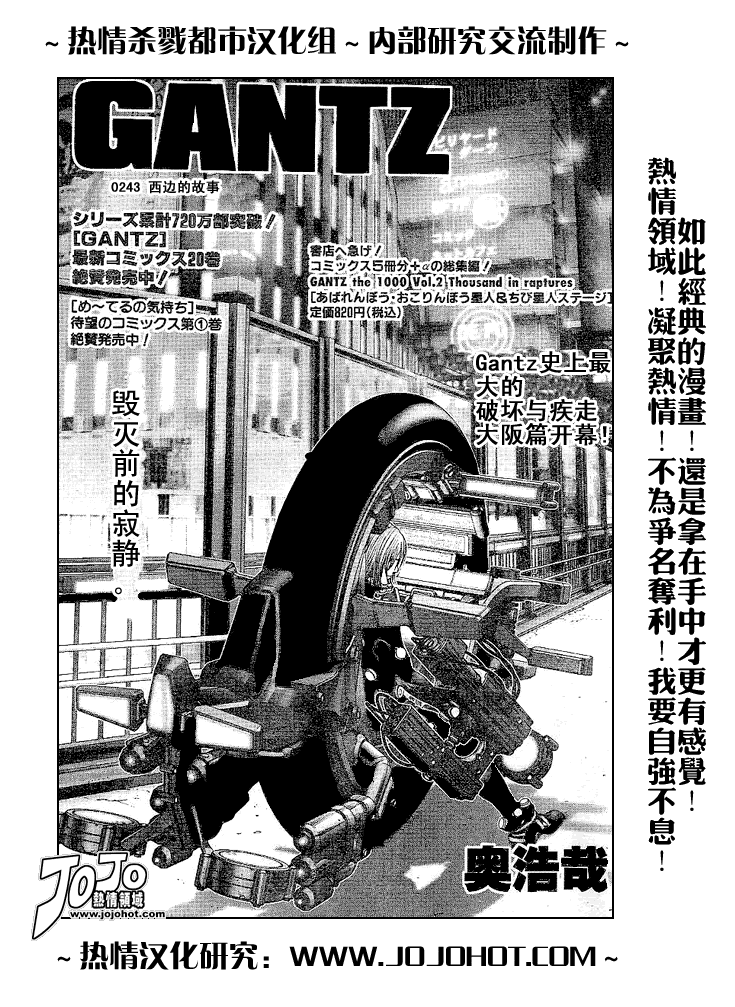 ~热情杀戮都市汉化组~内部研究交流制作~
GANTZ
0243 西边的故事
シリーズ累計720万部突破!
[GANTZ]
最新コミックス20巻
絶賛発売中!
[め~てるの気持ち]
待望のコミックス第①巻
絶賛発売中!
書店へ急げ!
コミックス5冊分+αの総集編!
GANTZ the 1000 Vol.2 Thousand in raptures
[あばれんぼう・おこりんぼう星人&ちび星人ステージ]
定価820円(税込)
Gantz史上最
大的
破坏与疾走
大阪篇开幕!
毁灭前的寂静。
奥浩哉
如此經典的漫畫!還是拿在手中才更有感覺!
熱情領域!凝聚熱情!不為爭名奪利!我要自強不息!
JOJO
熱情領域
www.jojohot.com
~热情汉化研究:WWW.JOJOHOT.COM~